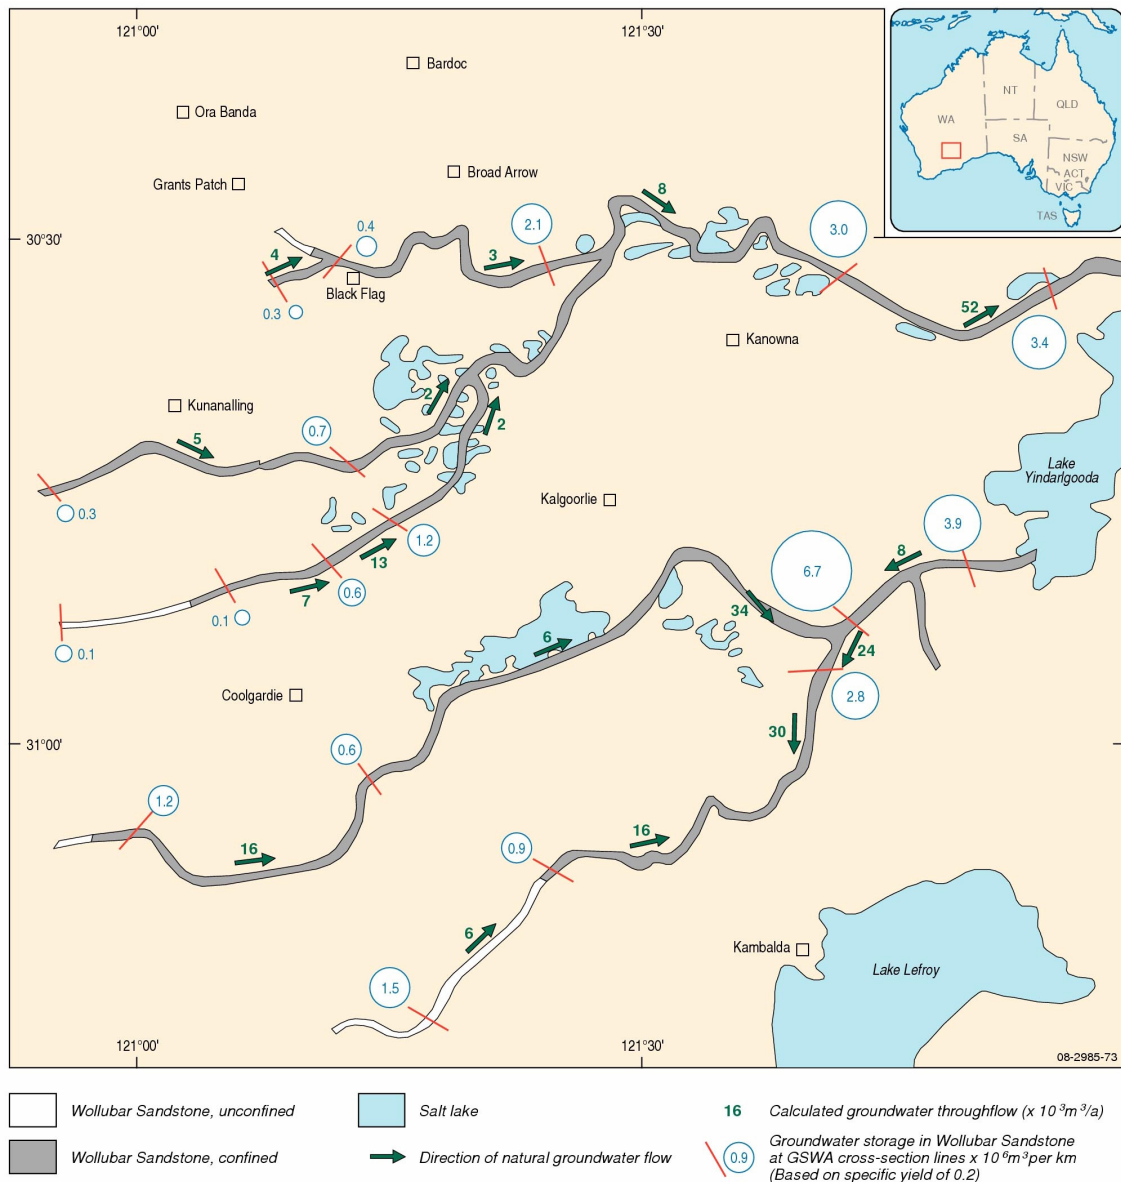 121°00'
121°30'
Bardoc
Ora Banda
Grants Patch
Broad Arrow
NT
QLD
WA
SA
NSW
ACT
VIC
TAS
30°30'
0.4
4
0.3
Black Flag
3
2.1
8
3.0
52
3.4
Kanowna
Kunanalling
2
2
5
0.7
0.3
Lake
Yindarlgooda
Kalgoorlie
1.2
13
7
0.6
0.1
0.1
3.9
8
6.7
34
24
2.8
6
Coolgardie
30
31°00'
0.6
1.2
16
16
0.9
6
1.5
Kambalda
Lake Lefroy
08-2985-73
121°00'
121°30'
Wollubar Sandstone, unconfined
Wollubar Sandstone, confined
Salt lake
Direction of natural groundwater flow
16 Calculated groundwater throughflow (x 10³m³/a)
0.9
Groundwater storage in Wollubar Sandstone
at GSWA cross-section lines x 10⁶m³ per km
(Based on specific yield of 0.2)